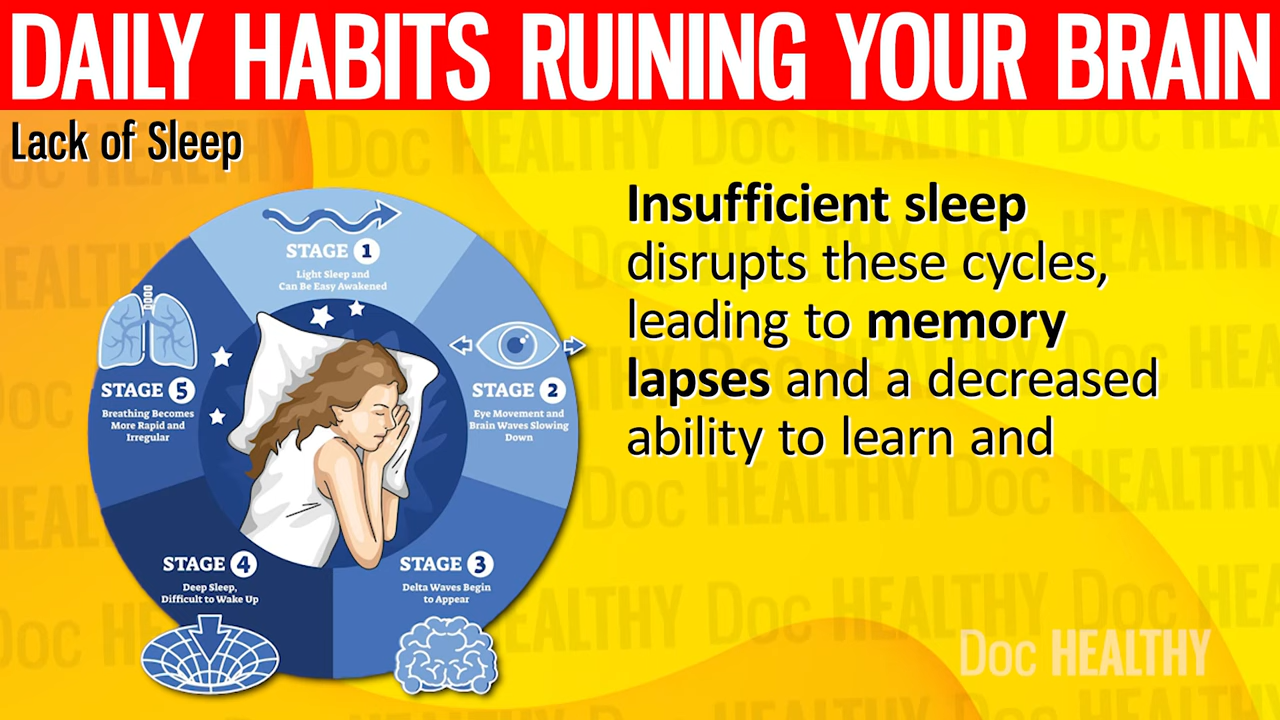 DAILY HABITS RUINING YOUR BRAIN
Lack of Sleep
Insufficient sleep
disrupts these cycles,
leading to memory
lapses and a decreased
ability to learn and
STAGE 1
Light Sleep and
Can Be Easy Awakened
STAGE 2
Eye Movement and
Brain Waves Slowing
Down
STAGE 3
Delta Waves Begin
to Appear
STAGE 4
Deep Sleep,
Difficult to Wake Up
STAGE 5
Breathing Becomes
More Rapid and
Irregular
Doc HEALTHY